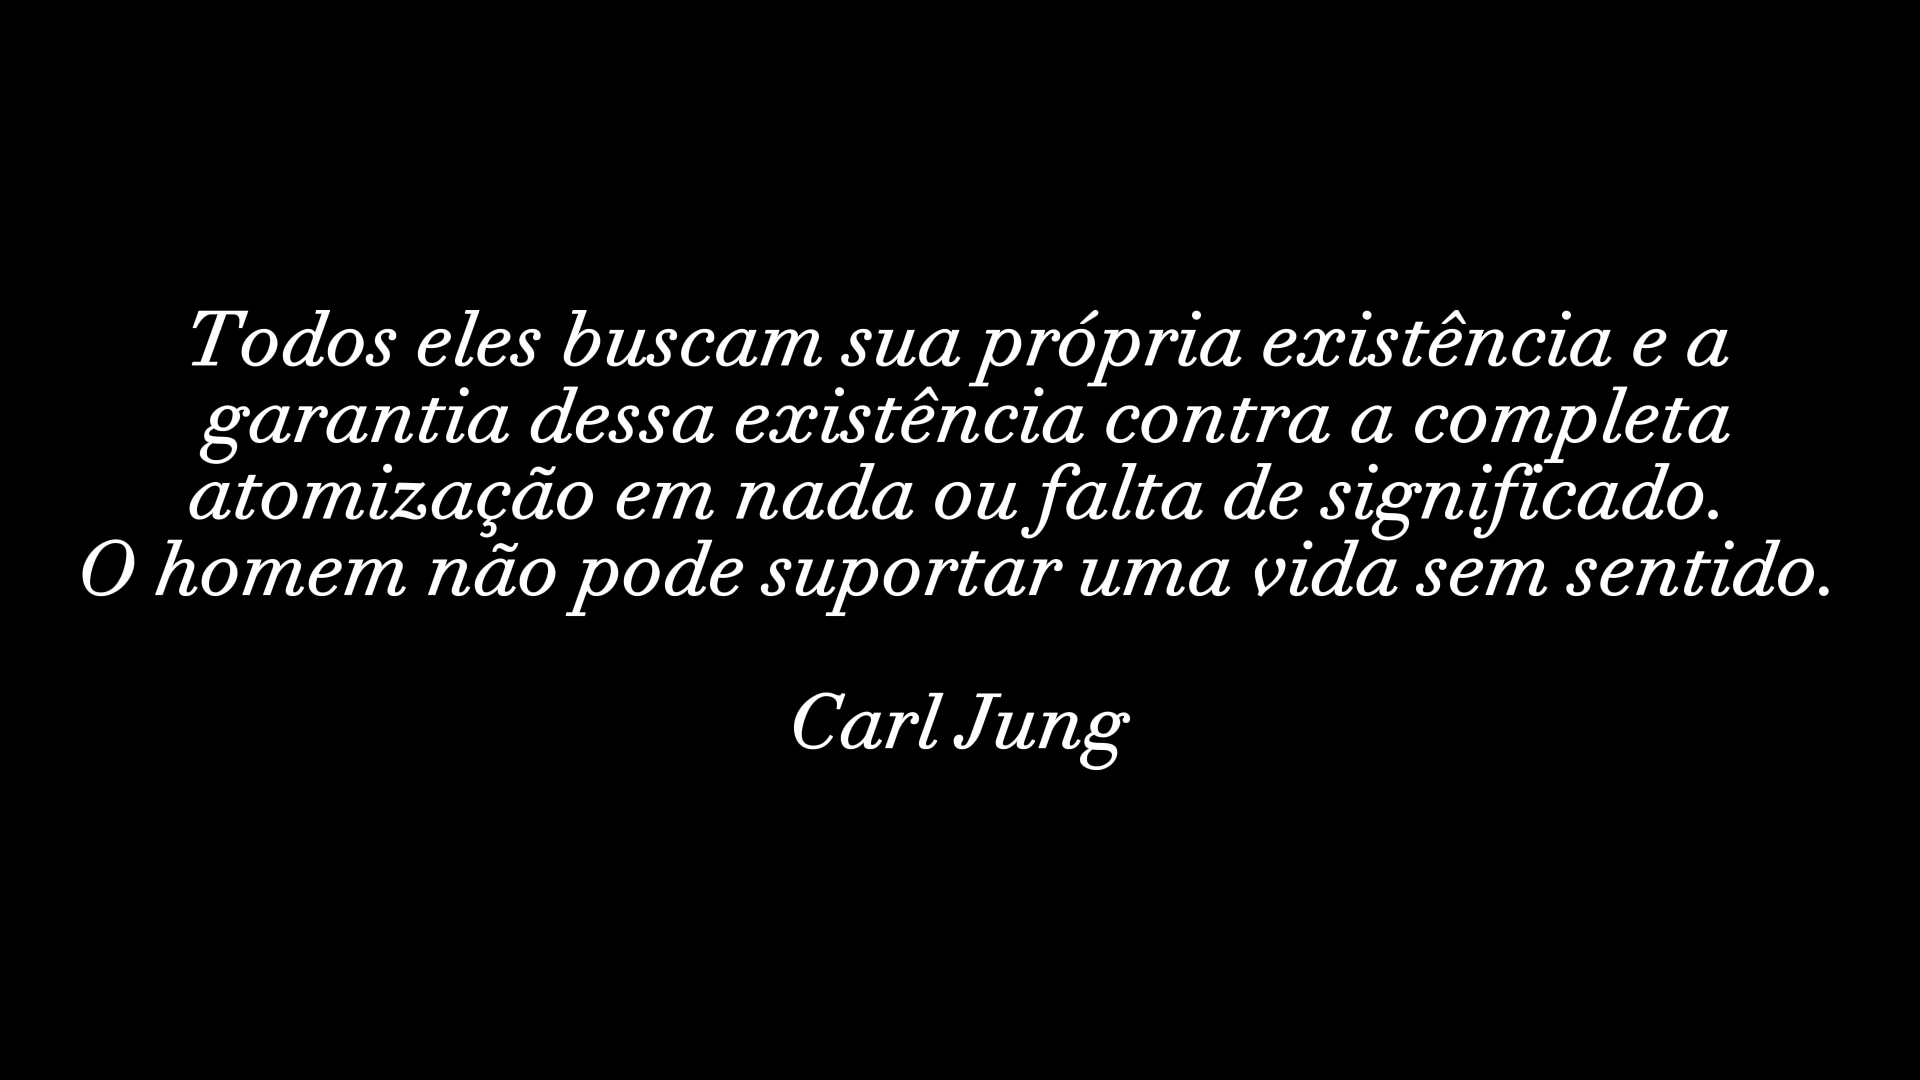 Todos eles buscam sua própria existência e a
garantia dessa existência contra a completa
atomização em nada ou falta de significado.
O homem não pode suportar uma vida sem sentido.
Carl Jung